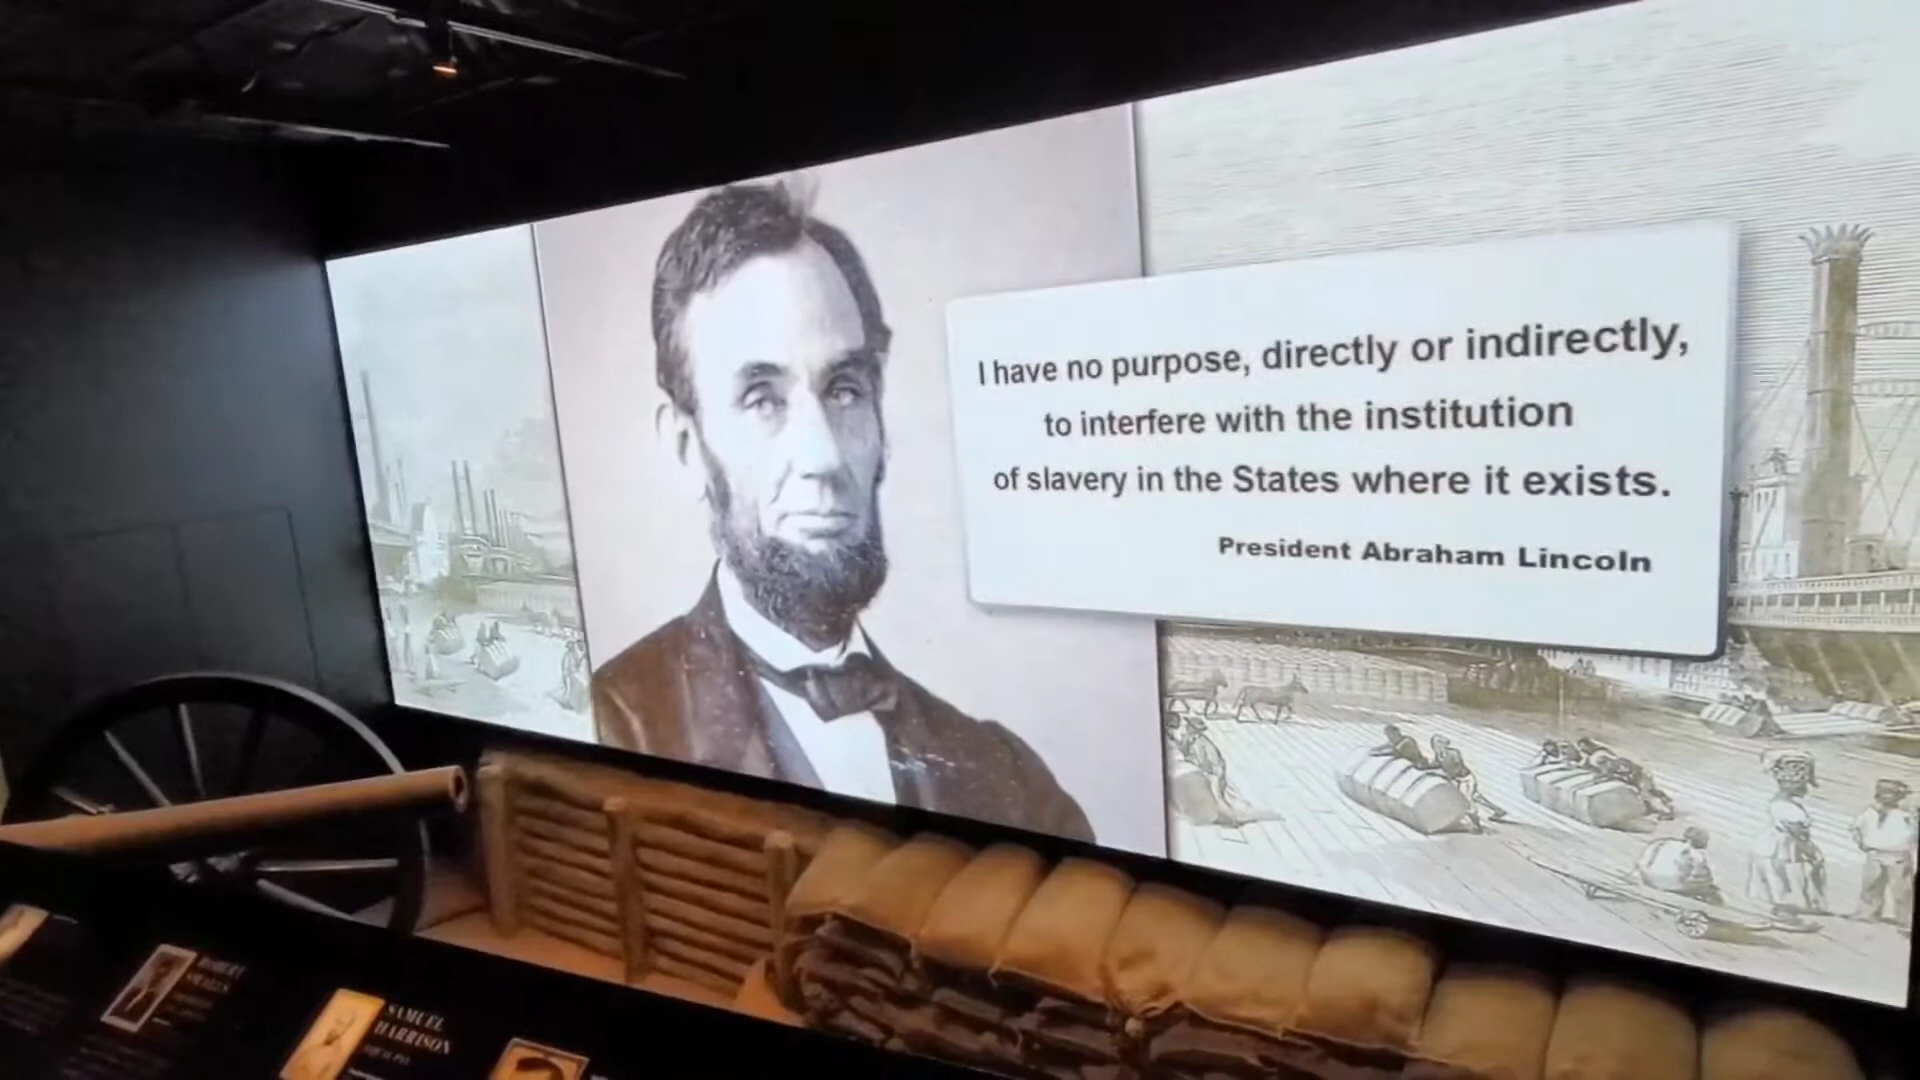 I have no purpose, directly or indirectly,
to interfere with the institution
of slavery in the States where it exists.
President Abraham Lincoln
SAMUEL
HARRISON